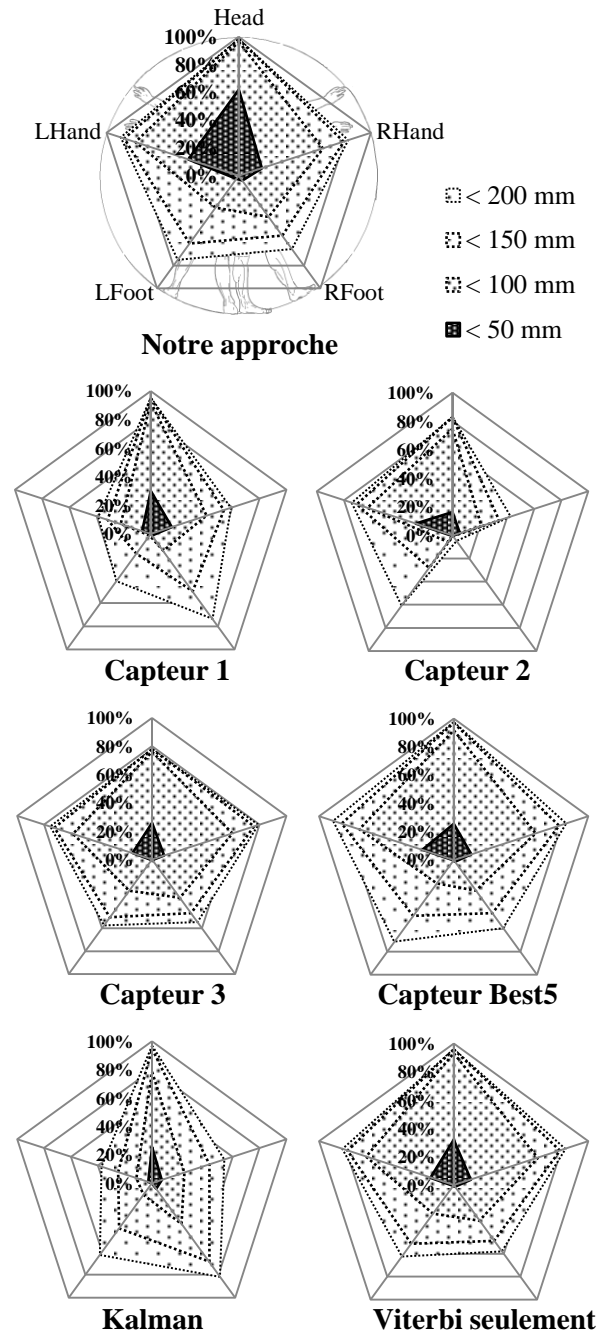 Head
100%
80%
60%
40%
20%
0%
LHand
RHand
LFoot
RFoot
< 200 mm
< 150 mm
< 100 mm
< 50 mm
Notre approche
100%
80%
60%
40%
20%
0%
Capteur 1
100%
80%
60%
40%
20%
0%
Capteur 2
100%
80%
60%
40%
20%
0%
Capteur 3
100%
80%
60%
40%
20%
0%
Capteur Best5
100%
80%
60%
40%
20%
0%
Kalman
100%
80%
60%
40%
20%
0%
Viterbi seulement